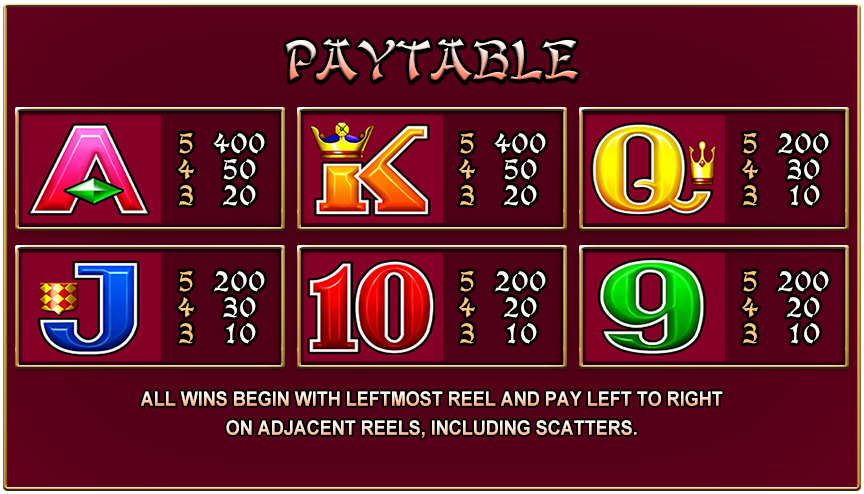 PAYTABLE
A 5 400 K 5 400 Q 5 200
4 50 4 50 4 30
3 20 3 20 3 10
J 5 200 10 5 200 9 5 200
4 30 4 20 4 20
3 10 3 10 3 10
ALL WINS BEGIN WITH LEFTMOST REEL AND PAY LEFT TO RIGHT
ON ADJACENT REELS, INCLUDING SCATTERS.